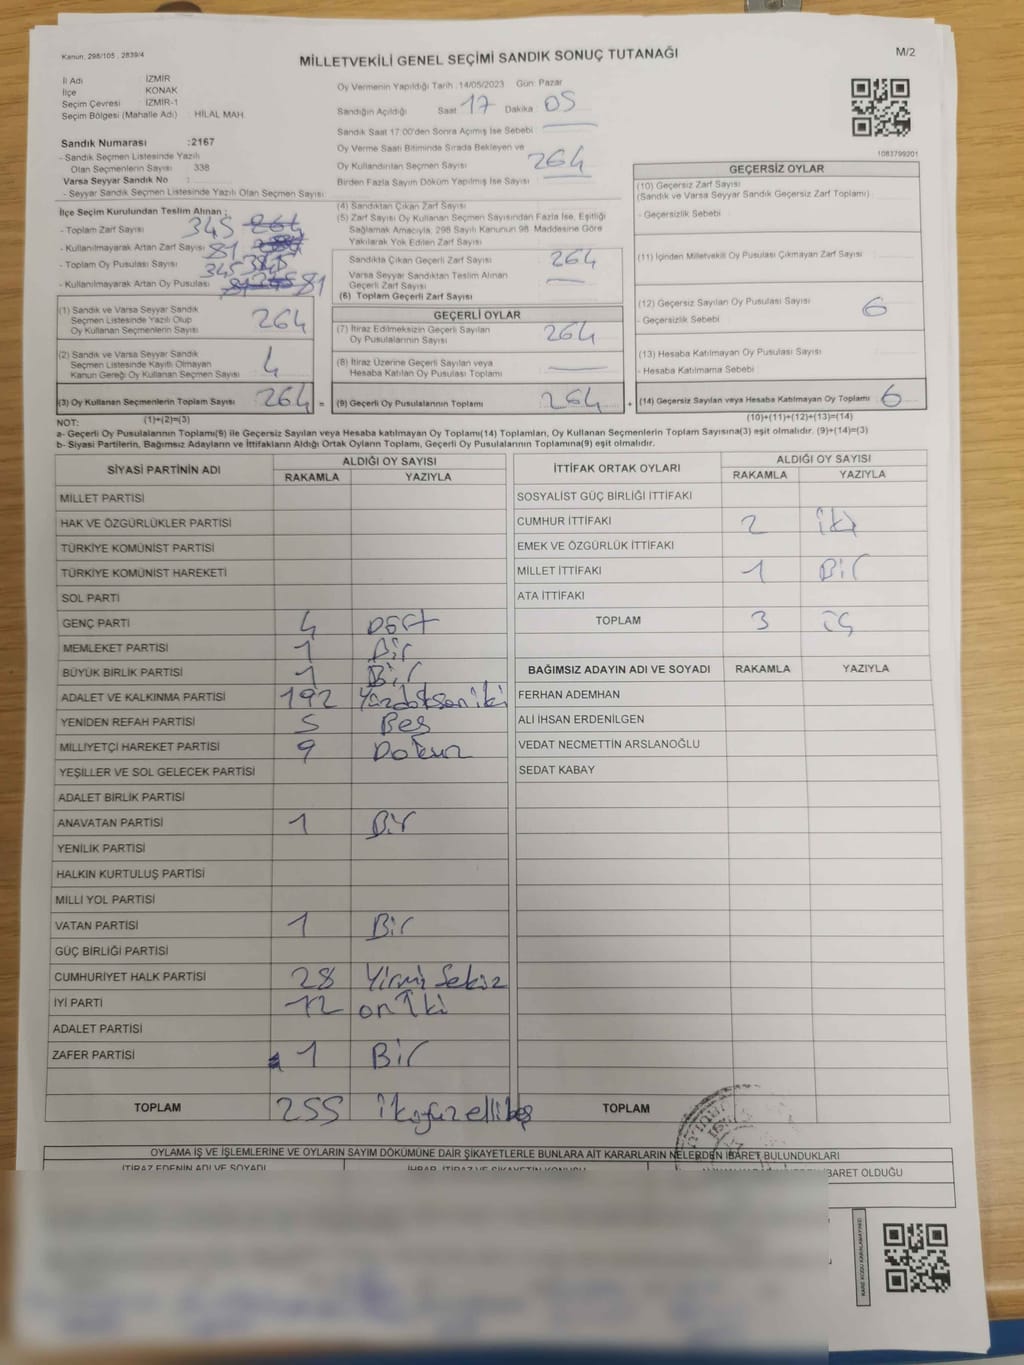 Kanun, 298/105 , 2839/4
MİLLETVEKİLİ GENEL SEÇİMİ SANDIK SONUÇ TUTANAĞI
M/2
İl Adı İZMİR
İlçe KONAK
Seçim Çevresi İZMİR-1
Seçim Bölgesi (Mahalle Adı) HİLAL MAH.
Sandık Numarası :2167
- Sandık Seçmen Listesinde Yazılı
Olan Seçmenlerin Sayısı 338
Varsa Seyyar Sandık No :
- Seyyar Sandık Seçmen Listesinde Yazılı Olan Seçmen Sayısı
Oy Vermenin Yapıldığı Tarih :14/05/2023 Gün: Pazar
Sandığın Açıldığı Saat 17 Dakika 05
Sandık Saat 17:00'den Sonra Açımış İse Sebebi
Oy Verme Saati Bitiminde Sırada Bekleyen ve
Oy Kullandırılan Seçmen Sayısı 264
Birden Fazla Sayım Döküm Yapılmış İse Sayısı
1083799201
İlçe Seçim Kurulundan Teslim Alınan :
- Toplam Zarf Sayısı 345
- Kullanılmayarak Artan Zarf Sayısı 81
- Toplam Oy Pusulası Sayısı 345
- Kullanılmayarak Artan Oy Pusulası 81
(1) Sandık ve Varsa Seyyar Sandık
Seçmen Listesinde Yazılı Olup
Oy Kullanan Seçmenlerin Sayısı 264
(2) Sandık ve Varsa Seyyar Sandık
Seçmen Listesinde Kayıtlı Olmayan
Kanun Gereği Oy Kullanan Seçmen Sayısı
(3) Oy Kullanan Seçmenlerin Toplam Sayısı 264 =
(1)+(2)=(3)
(4) Sandıktan Çıkan Zarf Sayısı
(5) Zarf Sayısı Oy Kullanan Seçmen Sayısından Fazla İse, Eşitliği
Sağlamak Amacıyla, 298 Sayılı Kanunun 98. Maddesine Göre
Yakılarak Yok Edilen Zarf Sayısı
Sandıkta Çıkan Geçerli Zarf Sayısı 264
Varsa Seyyar Sandıktan Teslim Alınan
Geçerli Zarf Sayısı
(6) Toplam Geçerli Zarf Sayısı
GEÇERLİ OYLAR
(7) İtiraz Edilmeksizin Geçerli Sayılan
Oy Pusulalarının Sayısı 264
(8) İtiraz Üzerine Geçerli Sayılan veya
Hesaba Katılan Oy Pusulası Toplamı
(9) Geçerli Oy Pusulalarının Toplamı 264 +
GEÇERSİZ OYLAR
(10) Geçersiz Zarf Sayısı
(Sandık ve Varsa Seyyar Sandık Geçersiz Zarf Toplamı)
- Geçersizlik Sebebi
(11) İçinden Milletvekili Oy Pusulası Çıkmayan Zarf Sayısı
(12) Geçersiz Sayılan Oy Pusulası Sayısı 6
- Geçersizlik Sebebi
(13) Hesaba Katılmayan Oy Pusulası Sayısı
- Hesaba Katılmama Sebebi
(14) Geçersiz Sayılan veya Hesaba Katılmayan Oy Toplamı 6
(10)+(11)+(12)+(13)=(14)
NOT:
a- Geçerli Oy Pusulalarının Toplamı(9) ile Geçersiz Sayılan veya Hesaba katılmayan Oy Toplamı(14) Toplamları, Oy Kullanan Seçmenlerin Toplam Sayısına(3) eşit olmalıdır. (9)+(14)=(3)
b- Siyasi Partilerin, Bağımsız Adayların ve İttifakların Aldığı Ortak Oyların Toplamı, Geçerli Oy Pusulalarının Toplamına(9) eşit olmalıdır.
SİYASİ PARTİNİN ADI ALDIĞI OY SAYISI
RAKAMLA YAZIYLA
MİLLET PARTİSİ
HAK VE ÖZGÜRLÜKLER PARTİSİ
TÜRKİYE KOMÜNİST PARTİSİ
TÜRKİYE KOMÜNİST HAREKETİ
SOL PARTİ
GENÇ PARTİ 4 Dört
MEMLEKET PARTİSİ 1 Bir
BÜYÜK BİRLİK PARTİSİ 1 Bir
ADALET VE KALKINMA PARTİSİ 192 Yüzdoksan iki
YENİDEN REFAH PARTİSİ 5 Beş
MİLLİYETÇİ HAREKET PARTİSİ 9 Dokuz
YEŞİLLER VE SOL GELECEK PARTİSİ
ADALET BİRLİK PARTİSİ
ANAVATAN PARTİSİ 1 Bir
YENİLİK PARTİSİ
HALKIN KURTULUŞ PARTİSİ
MİLLİ YOL PARTİSİ
VATAN PARTİSİ 1 Bir
GÜÇ BİRLİĞİ PARTİSİ
CUMHURİYET HALK PARTİSİ 28 Yirmi Sekiz
İYİ PARTİ 12 on iki
ADALET PARTİSİ
ZAFER PARTİSİ 1 Bir
TOPLAM 255 ikiyüzellibeş
İTTİFAK ORTAK OYLARI ALDIĞI OY SAYISI
RAKAMLA YAZIYLA
SOSYALİST GÜÇ BİRLİĞİ İTTİFAKI
CUMHUR İTTİFAKI 2 iki
EMEK VE ÖZGÜRLÜK İTTİFAKI
MİLLET İTTİFAKI 1 Bir
ATA İTTİFAKI
TOPLAM 3 üç
BAĞIMSIZ ADAYIN ADI VE SOYADI RAKAMLA YAZIYLA
FERHAN ADEMHAN
ALİ İHSAN ERDENİLGEN
VEDAT NECMETTİN ARSLANOĞLU
SEDAT KABAY
TOPLAM
OYLAMA İŞ VE İŞLEMLERİNE VE OYLARIN SAYIM DÖKÜMÜNE DAİR ŞİKAYETLERLE BUNLARA AİT KARARLARIN NELERDEN İBARET BULUNDUKLARI
İTİRAZ EDENİN ADI VE SOYADI
İBARET OLDUĞU